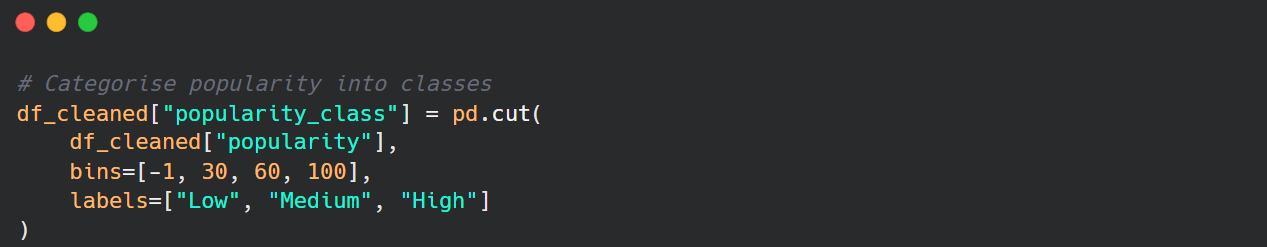 # Categorise popularity into classes
df_cleaned["popularity_class"] = pd.cut(
    df_cleaned["popularity"],
    bins=[-1, 30, 60, 100],
    labels=["Low", "Medium", "High"]
)